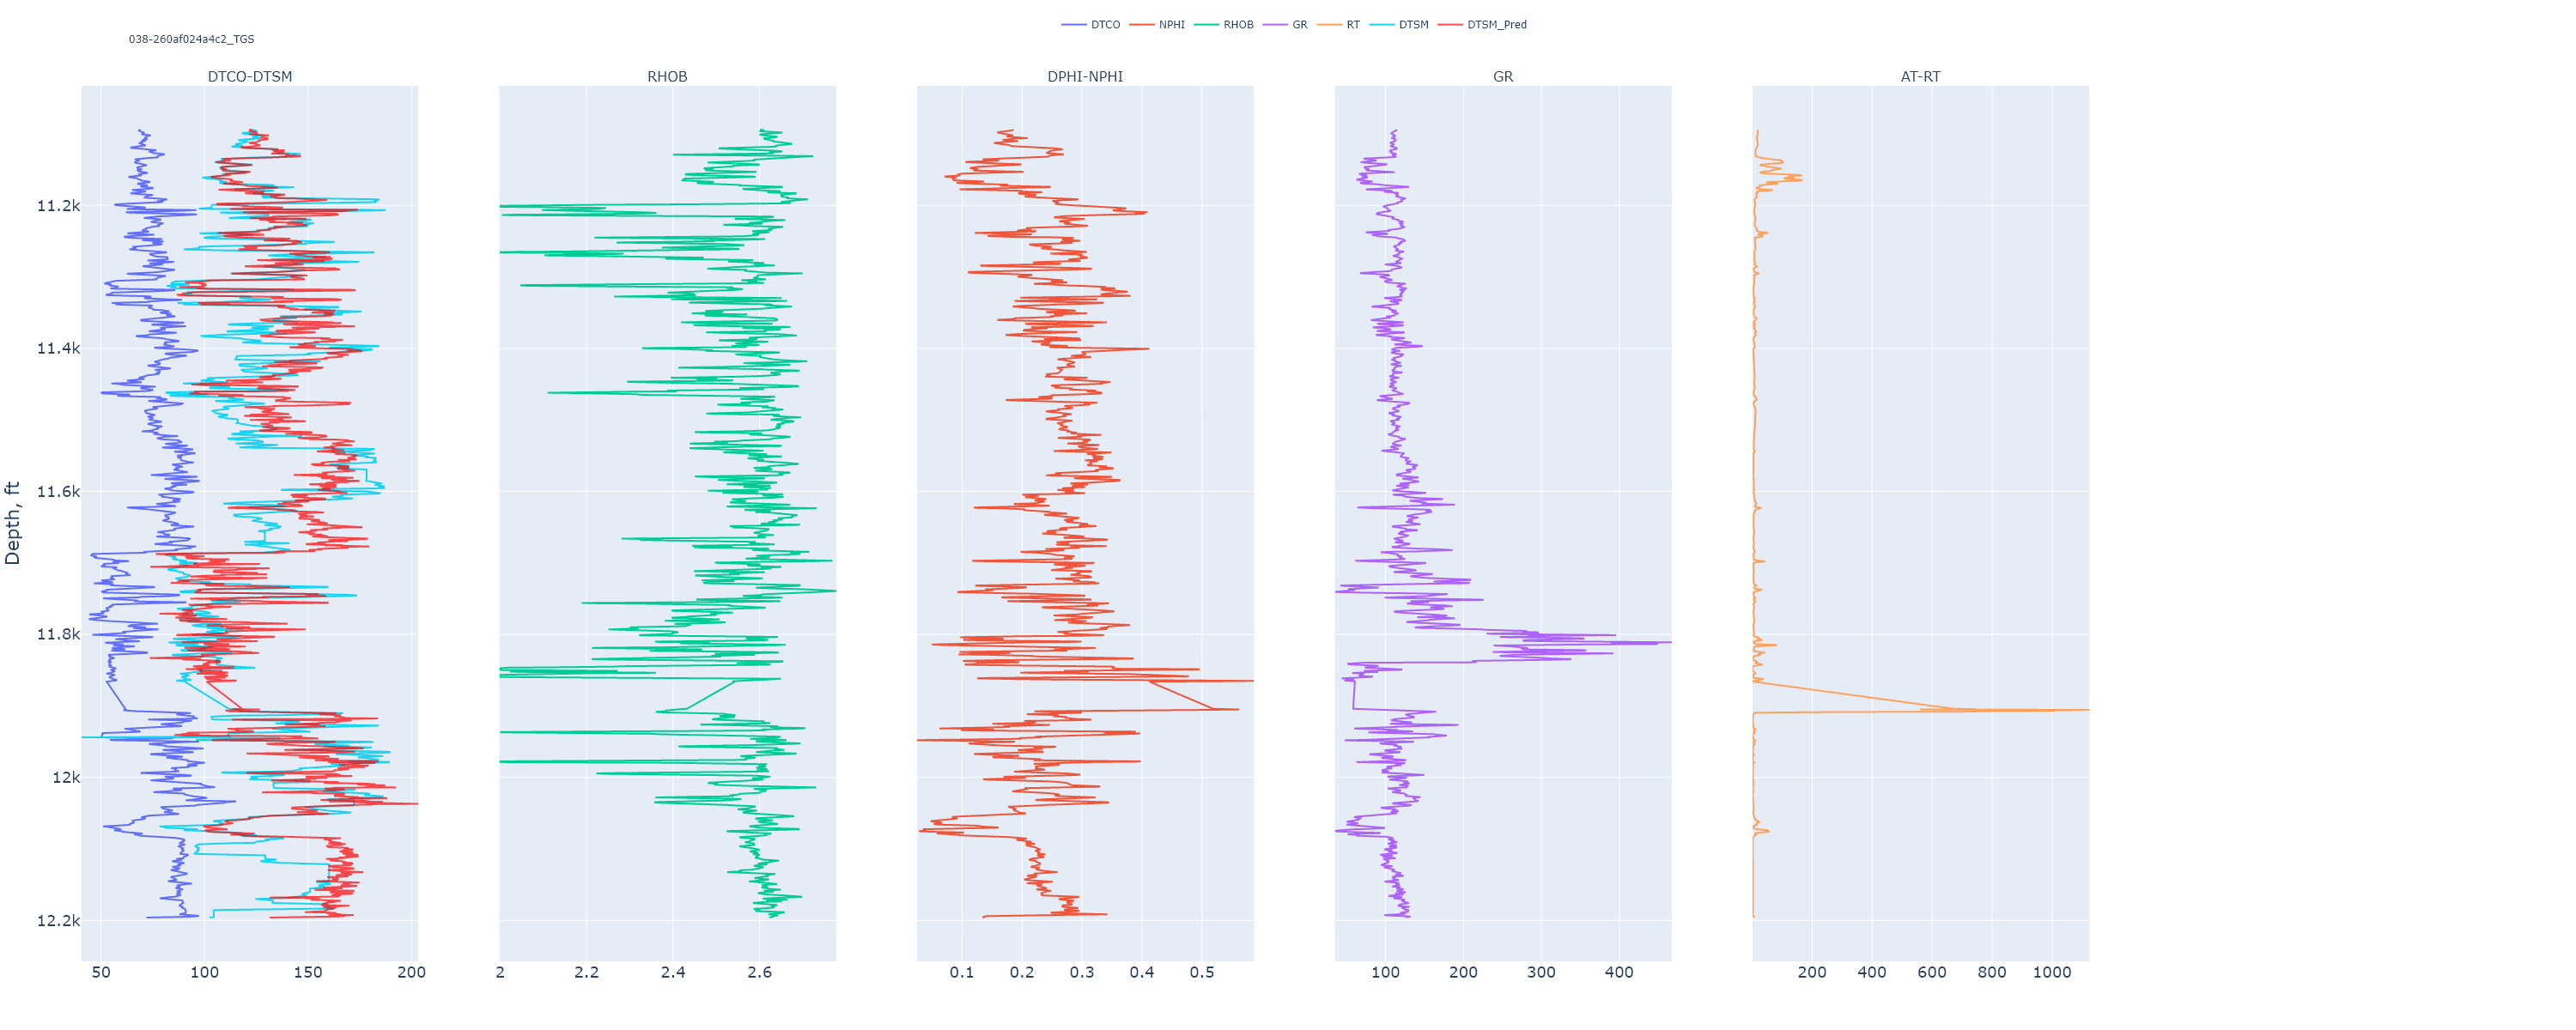 DTCO NPHI RHOB GR RT DTSM DTSM_Pred
038-260af024a4c2_TGS
DTCO-DTSM RHOB DPHI-NPHI GR AT-RT
Depth, ft
11.2k
11.4k
11.6k
11.8k
12k
12.2k
50 100 150 200 2 2.2 2.4 2.6 0.1 0.2 0.3 0.4 0.5 100 200 300 400 200 400 600 800 1000